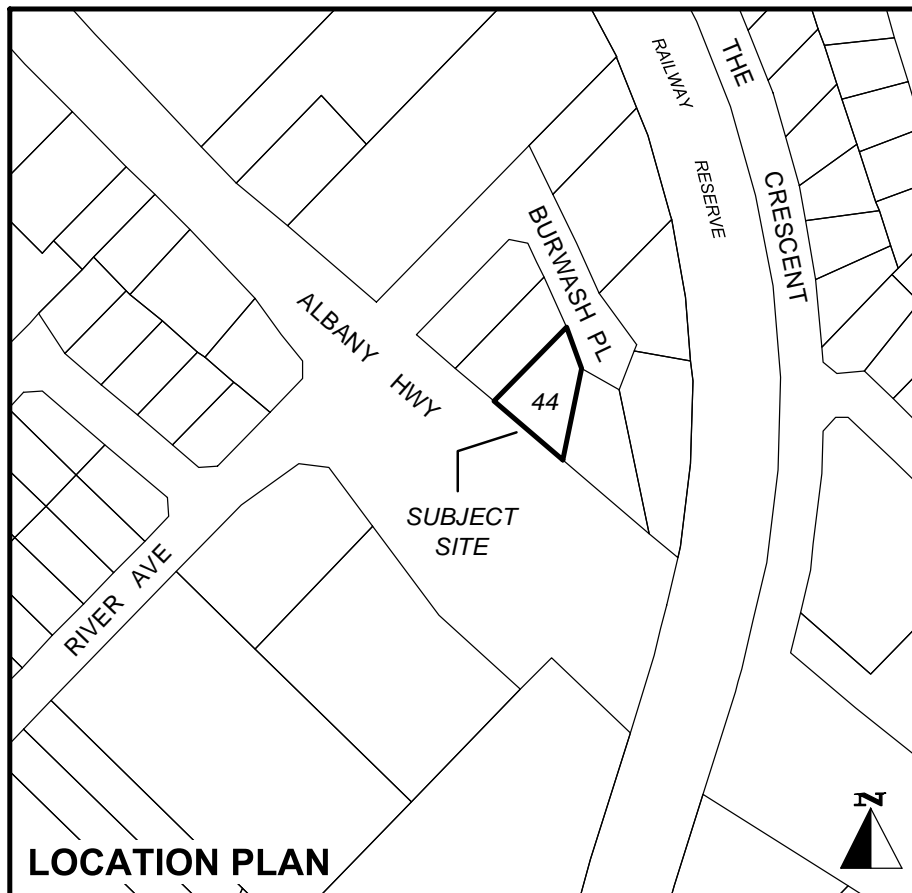 RAILWAY
RESERVE
THE
CRESCENT
BURWASH PL
ALBANY
HWY
44
SUBJECT
SITE
RIVER AVE
N
LOCATION PLAN